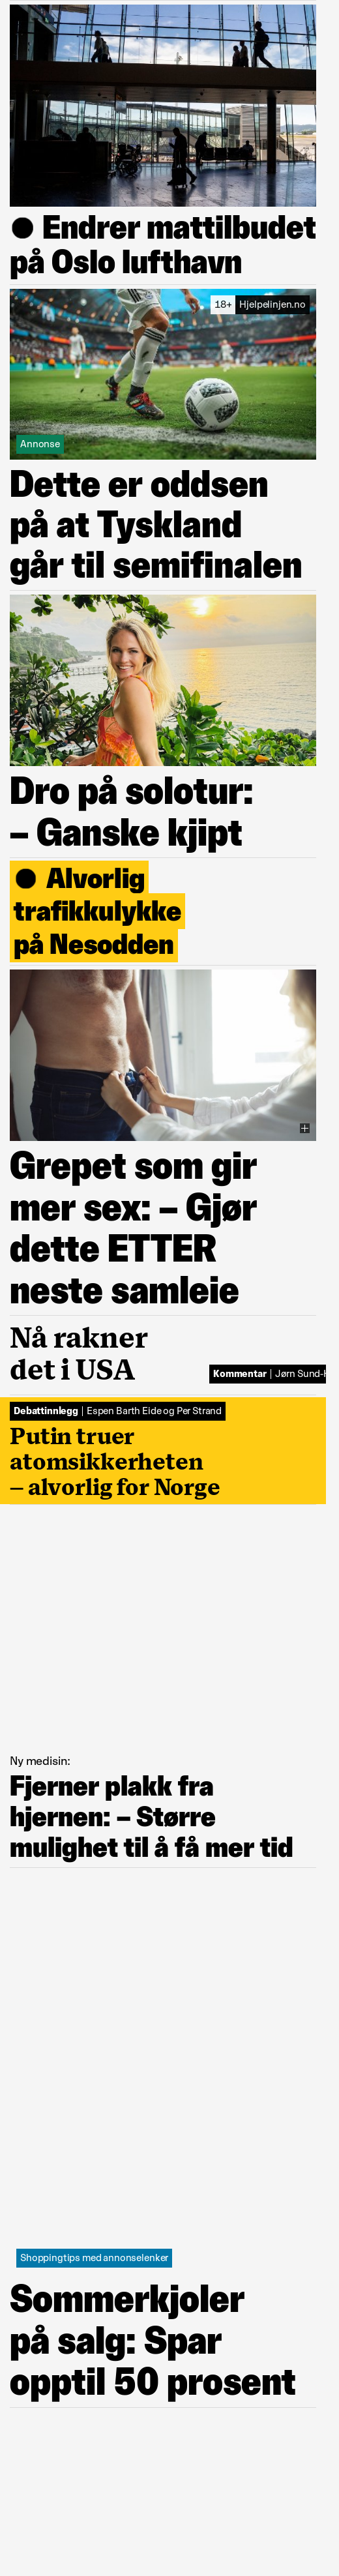 Endrer mattilbudet
på Oslo lufthavn
18+ Hjelpelinjen.no
Annonse
Dette er oddsen
på at Tyskland
går til semifinalen
Dro på solotur:
– Ganske kjipt
Alvorlig
trafikkulykke
på Nesodden
Grepet som gir
mer sex: – Gjør
dette ETTER
neste samleie
Nå rakner
det i USA
Kommentar | Jørn Sund-
Debattinnlegg | Espen Barth Eide og Per Strand
Putin truer
atomsikkerheten
– alvorlig for Norge
Ny medisin:
Fjerner plakk fra
hjernen: – Større
mulighet til å få mer tid
Shoppingtips med annonselenker
Sommerkjoler
på salg: Spar
opptil 50 prosent